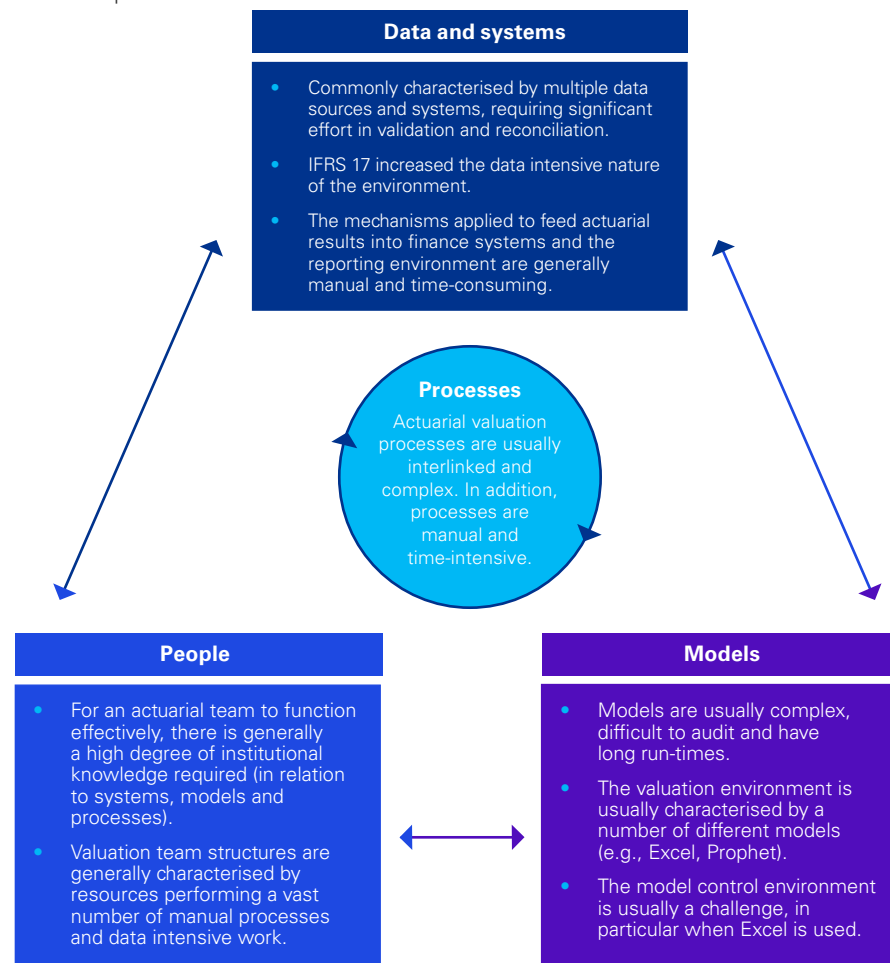 Data and systems
• Commonly characterised by multiple data
sources and systems, requiring significant
effort in validation and reconciliation.
• IFRS 17 increased the data intensive nature
of the environment.
• The mechanisms applied to feed actuarial
results into finance systems and the
reporting environment are generally
manual and time-consuming.
Processes
Actuarial valuation
processes are usually
interlinked and
complex. In addition,
processes are
manual and
time-intensive.
People
• For an actuarial team to function
effectively, there is generally
a high degree of institutional
knowledge required (in relation
to systems, models and
processes).
• Valuation team structures are
generally characterised by
resources performing a vast
number of manual processes
and data intensive work.
Models
• Models are usually complex,
difficult to audit and have
long run-times.
• The valuation environment is
usually characterised by a
number of different models
(e.g., Excel, Prophet).
• The model control environment
is usually a challenge, in
particular when Excel is used.